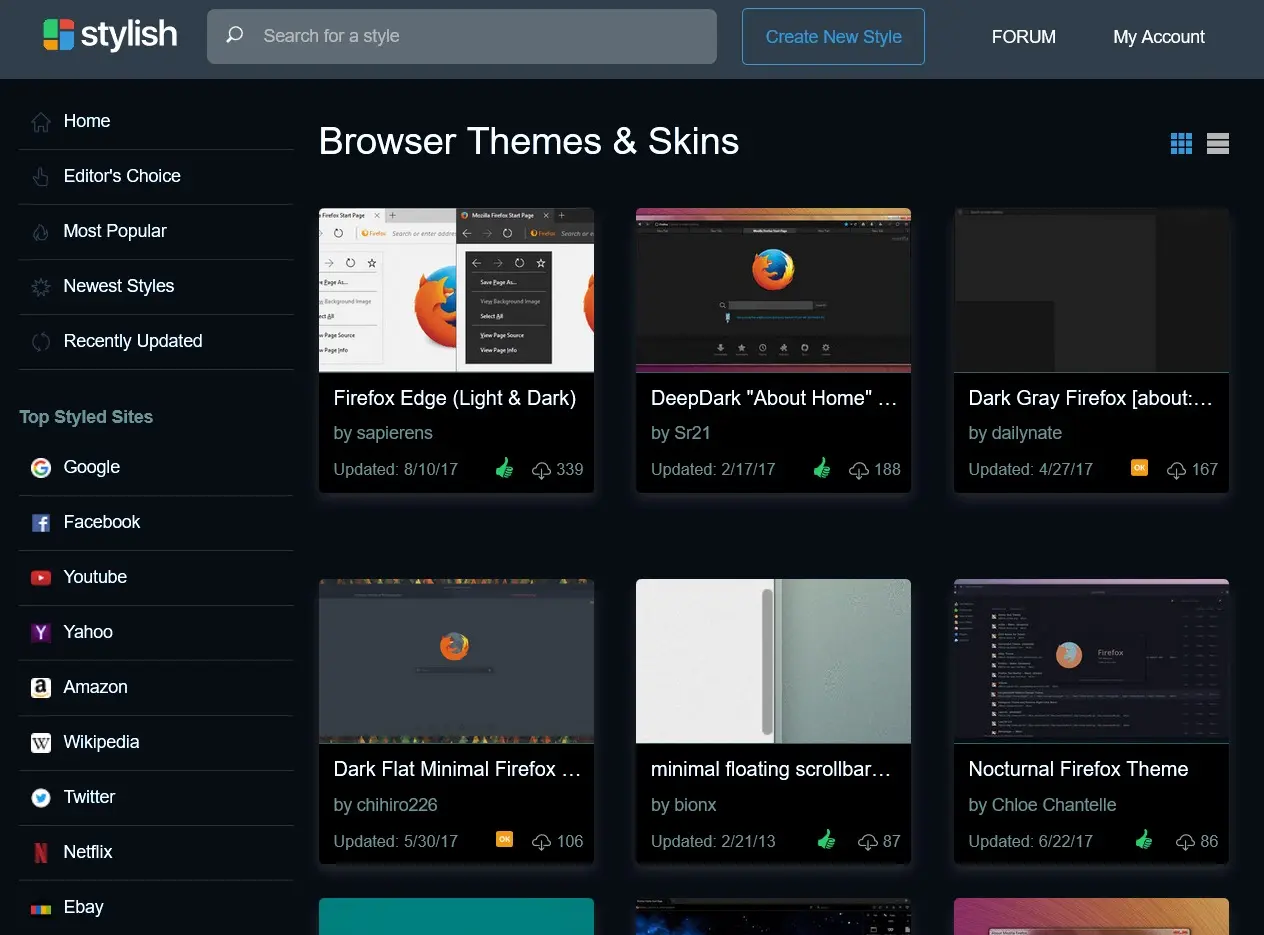 stylish
Search for a style
Create New Style
FORUM
My Account
Home
Editor's Choice
Most Popular
Newest Styles
Recently Updated
Top Styled Sites
Google
Facebook
Youtube
Yahoo
Amazon
Wikipedia
Twitter
Netflix
Ebay
Browser Themes & Skins
Firefox Start Page
Mozilla Firefox Start Page
Firefox Search or enter addre
Firefox Search or e
Save Page As...
View Background Image
Select All
View Page Source
View Page Info
Firefox Edge (Light & Dark)
by sapierens
Updated: 8/10/17
339
DeepDark "About Home" ...
by Sr21
Updated: 2/17/17
188
Dark Gray Firefox [about:...
by dailynate
Updated: 4/27/17
OK
167
Dark Flat Minimal Firefox ...
by chihiro226
Updated: 5/30/17
OK
106
minimal floating scrollbar...
by bionx
Updated: 2/21/13
87
Firefox
Nocturnal Firefox Theme
by Chloe Chantelle
Updated: 6/22/17
86